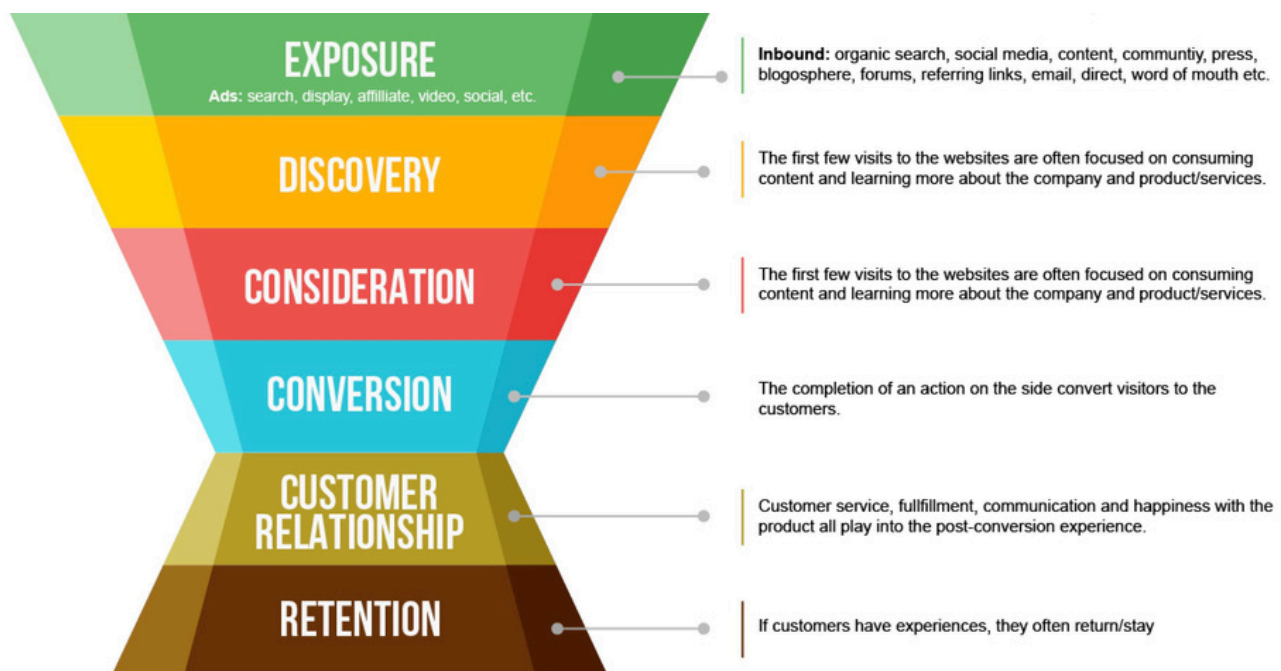 EXPOSURE
Ads: search, display, affilliate, video, social, etc.
Inbound: organic search, social media, content, communtiy, press,
blogosphere, forums, referring links, email, direct, word of mouth etc.
DISCOVERY
The first few visits to the websites are often focused on consuming
content and learning more about the company and product/services.
CONSIDERATION
The first few visits to the websites are often focused on consuming
content and learning more about the company and product/services.
CONVERSION
The completion of an action on the side convert visitors to the
customers.
CUSTOMER
RELATIONSHIP
Customer service, fullfillment, communication and happiness with the
product all play into the post-conversion experience.
RETENTION
If customers have experiences, they often return/stay